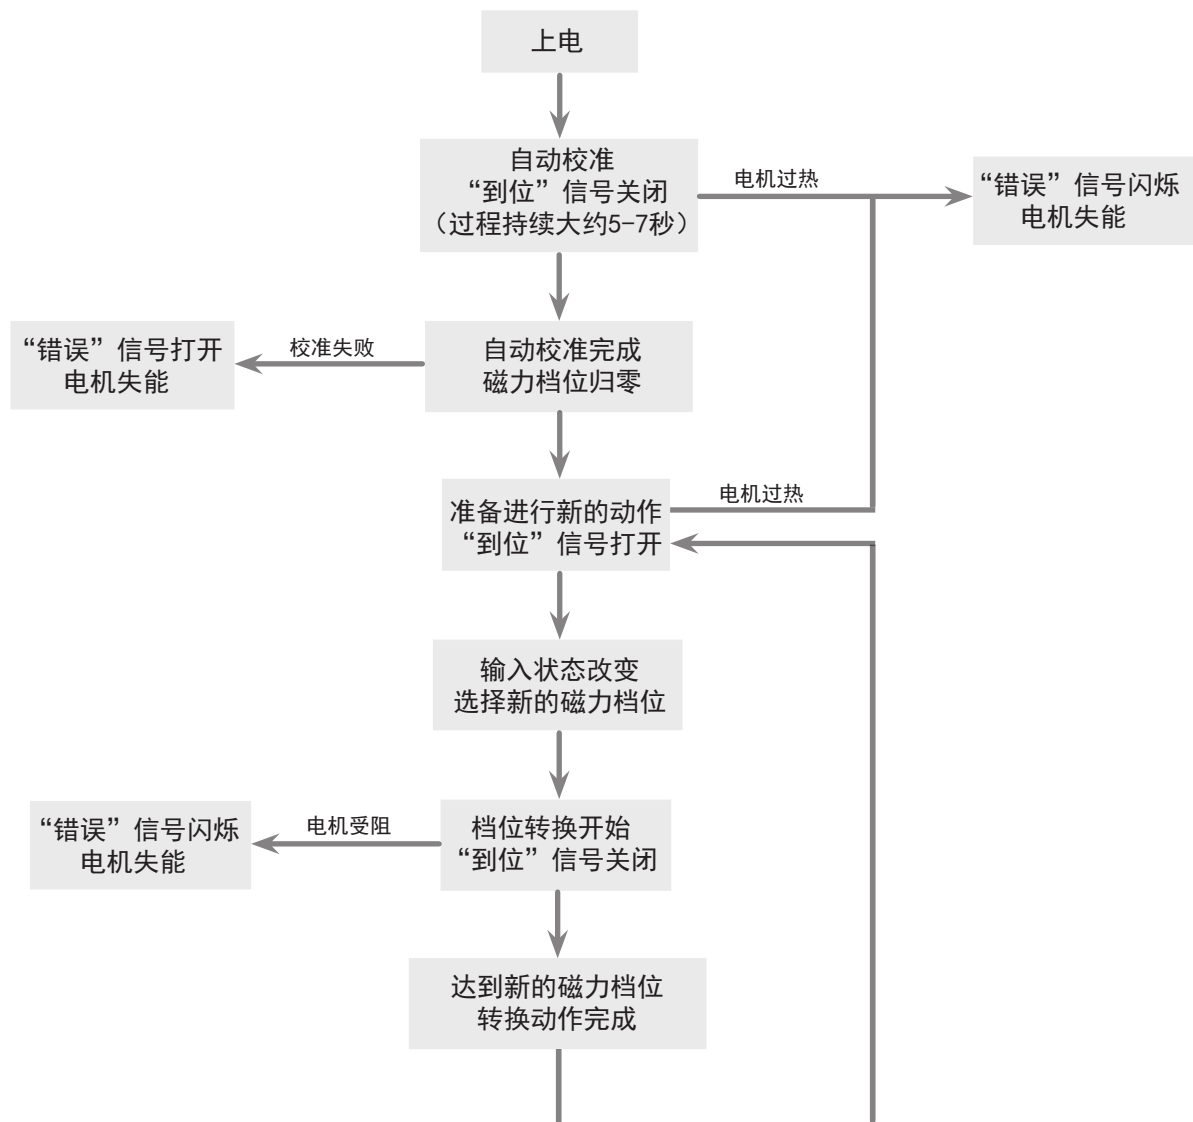 上电
自动校准
“到位”信号关闭
（过程持续大约5-7秒）
电机过热
“错误”信号闪烁
电机失能
“错误”信号打开
电机失能
校准失败
自动校准完成
磁力档位归零
准备进行新的动作
“到位”信号打开
电机过热
输入状态改变
选择新的磁力档位
“错误”信号闪烁
电机失能
电机受阻
档位转换开始
“到位”信号关闭
达到新的磁力档位
转换动作完成